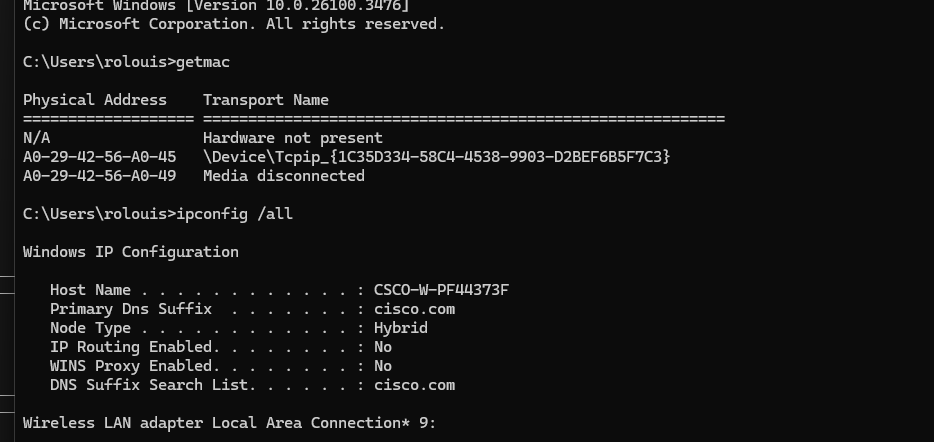 Microsoft Windows [Version 10.0.26100.3476]
(c) Microsoft Corporation. All rights reserved.

C:\Users\rolouis>getmac

Physical Address    Transport Name
=================== ==========================================================
N/A                 Hardware not present
A0-29-42-56-A0-45   \Device\Tcpip_{1C35D334-58C4-4538-9903-D2BEF6B5F7C3}
A0-29-42-56-A0-49   Media disconnected

C:\Users\rolouis>ipconfig /all

Windows IP Configuration

   Host Name . . . . . . . . . . . . : CSCO-W-PF44373F
   Primary Dns Suffix  . . . . . . . : cisco.com
   Node Type . . . . . . . . . . . . : Hybrid
   IP Routing Enabled. . . . . . . . : No
   WINS Proxy Enabled. . . . . . . . : No
   DNS Suffix Search List. . . . . . : cisco.com

Wireless LAN adapter Local Area Connection* 9: